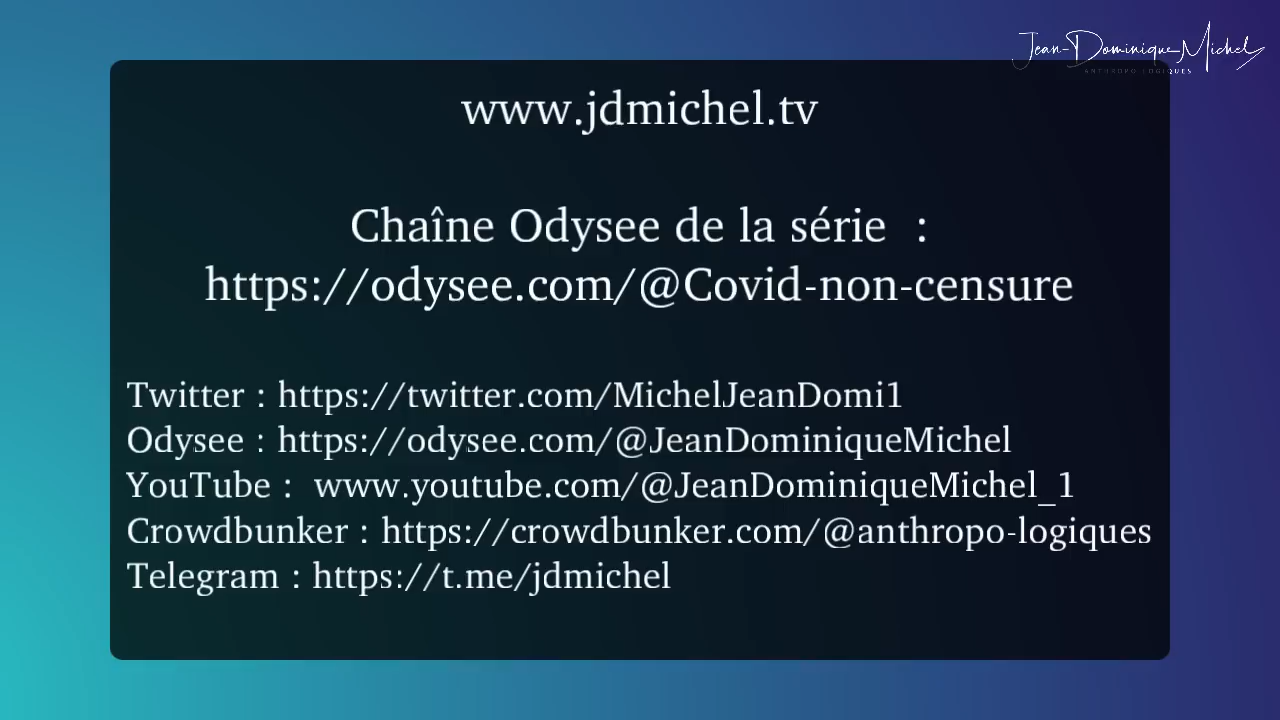 Jean-Dominique Michel
ANTHROPO-LOGIQUES
www.jdmichel.tv
Chaîne Odysee de la série  :
https://odysee.com/@Covid-non-censure
Twitter : https://twitter.com/MichelJeanDomi1
Odysee : https://odysee.com/@JeanDominiqueMichel
YouTube :  www.youtube.com/@JeanDominiqueMichel_1
Crowdbunker : https://crowdbunker.com/@anthropo-logiques
Telegram : https://t.me/jdmichel